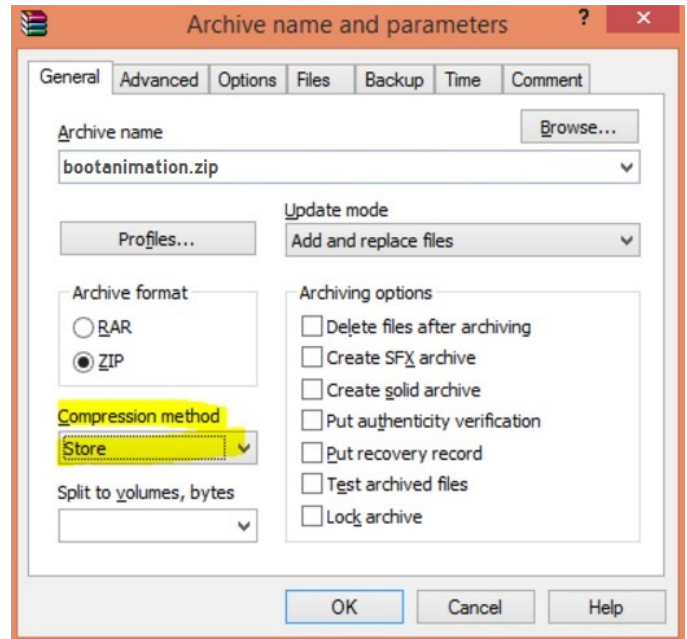 Archive name and parameters
?
×
General Advanced Options Files Backup Time Comment
Archive name
Browse...
bootanimation.zip
Profiles...
Update mode
Add and replace files
Archive format
RAR
ZIP
Compression method
Store
Split to volumes, bytes
Archiving options
Delete files after archiving
Create SFX archive
Create solid archive
Put authenticity verification
Put recovery record
Test archived files
Lock archive
OK Cancel Help